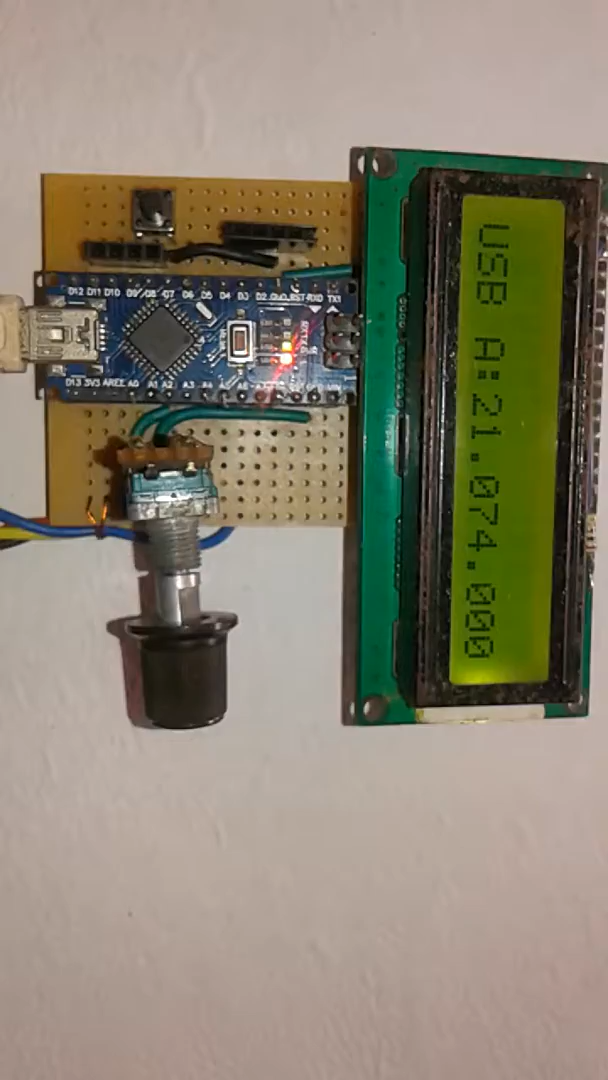 USB A:21.074.000
D12 D11 D10 D9 D8 D7 D6 D5 D4 D3 D2 GND RST RX0 TX1
D13 3V3 AREF A0 A1 A2 A3 A4